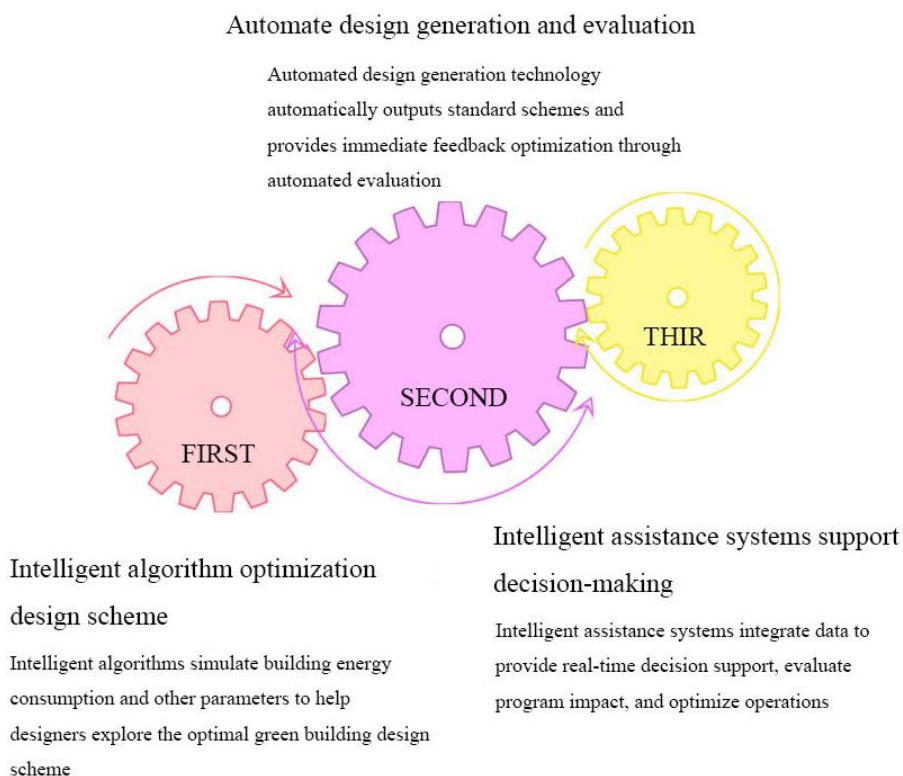 Automate design generation and evaluation
Automated design generation technology
automatically outputs standard schemes and
provides immediate feedback optimization through
automated evaluation
THIR
SECOND
FIRST
Intelligent algorithm optimization
design scheme
Intelligent algorithms simulate building energy
consumption and other parameters to help
designers explore the optimal green building design
scheme
Intelligent assistance systems support
decision-making
Intelligent assistance systems integrate data to
provide real-time decision support, evaluate
program impact, and optimize operations